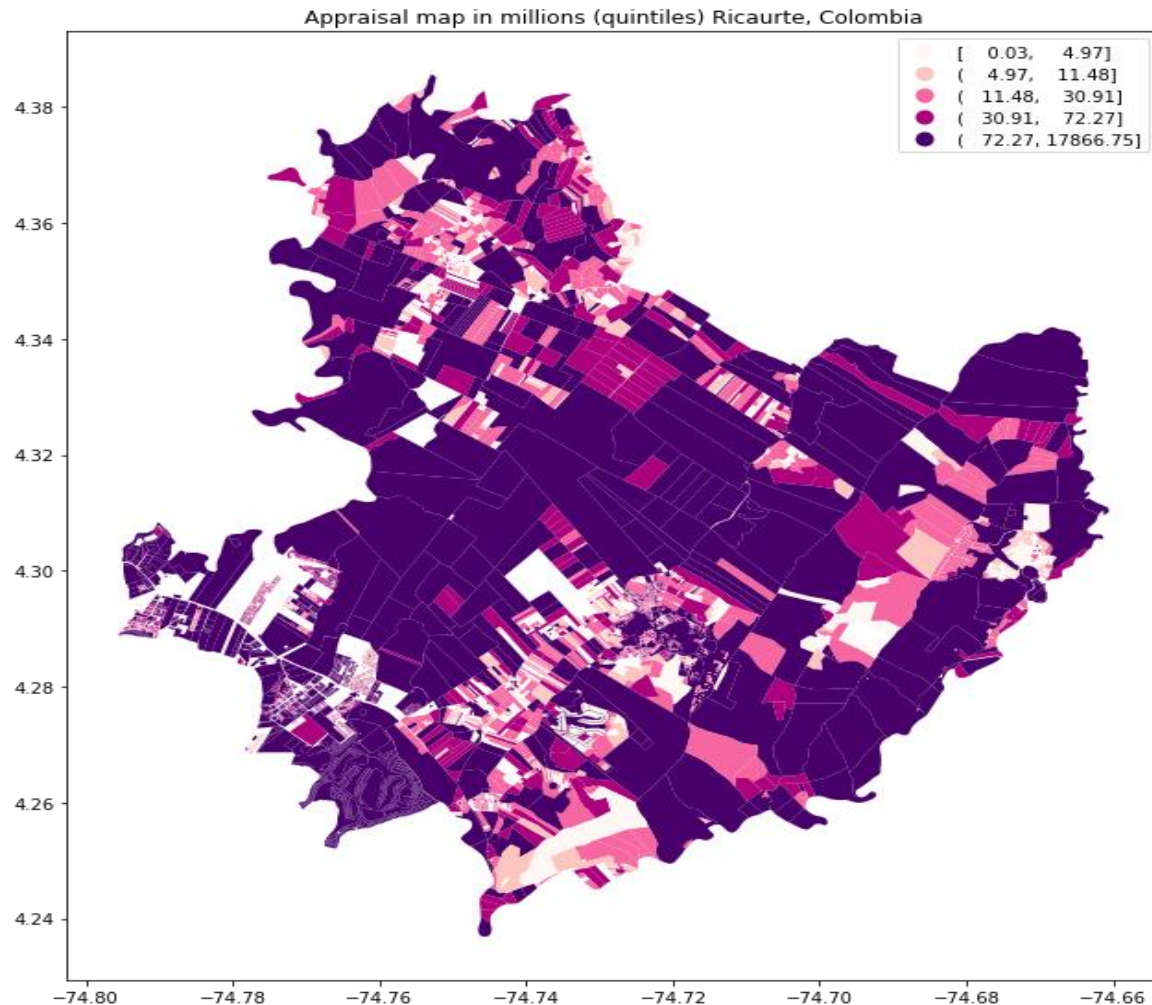 Appraisal map in millions (quintiles) Ricaurte, Colombia
[ 0.03, 4.97]
( 4.97, 11.48]
( 11.48, 30.91]
( 30.91, 72.27]
( 72.27, 17866.75]
4.38
4.36
4.34
4.32
4.30
4.28
4.26
4.24
−74.80 −74.78 −74.76 −74.74 −74.72 −74.70 −74.68 −74.66